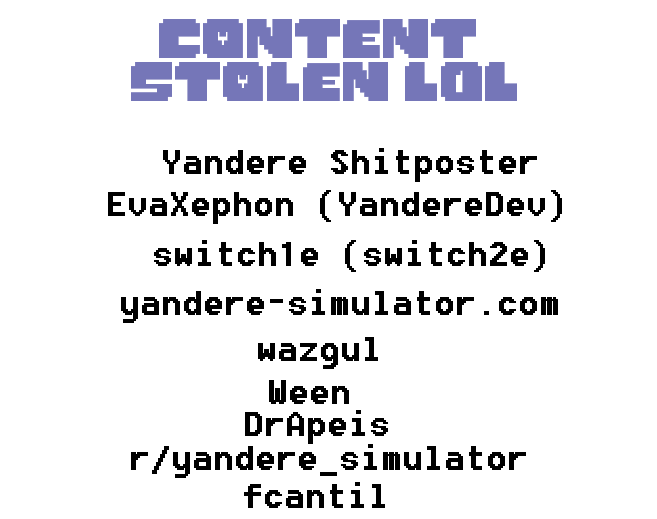 CONTENT
STOLEN LOL
Yandere Shitposter
EvaXephon (YandereDev)
switch1e (switch2e)
yandere-simulator.com
wazgul
Ween
DrApeis
r/yandere_simulator
fcantil